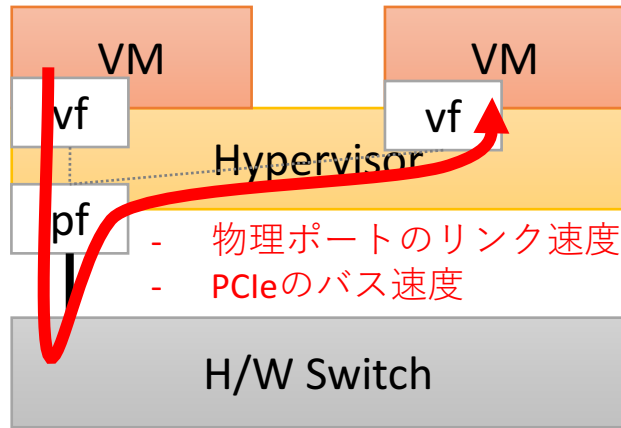 VM
VM
vf
vf
Hypervisor
pf
- 物理ポートのリンク速度
- PCIeのバス速度
H/W Switch